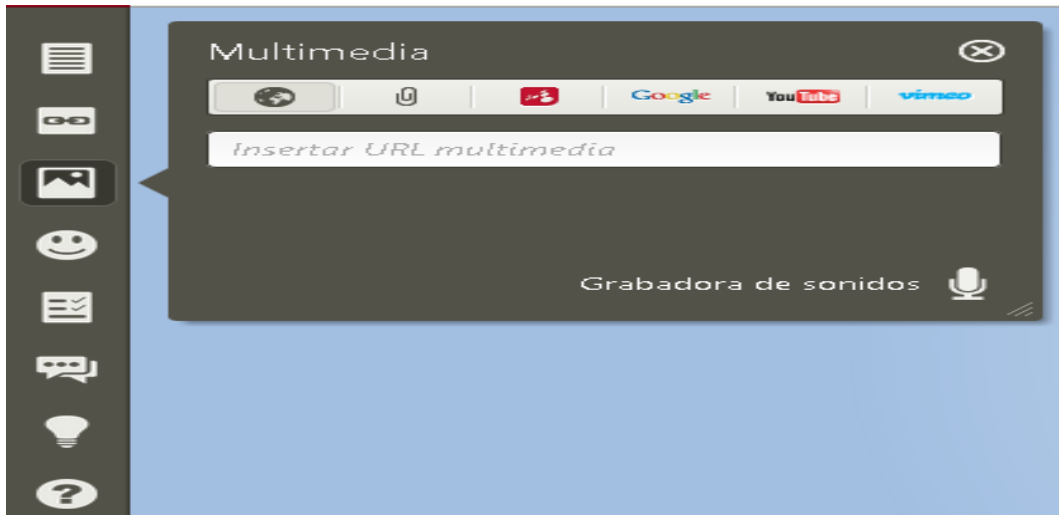 Multimedia
Google YouTube vimeo
Insertar URL multimedia
Grabadora de sonidos
?